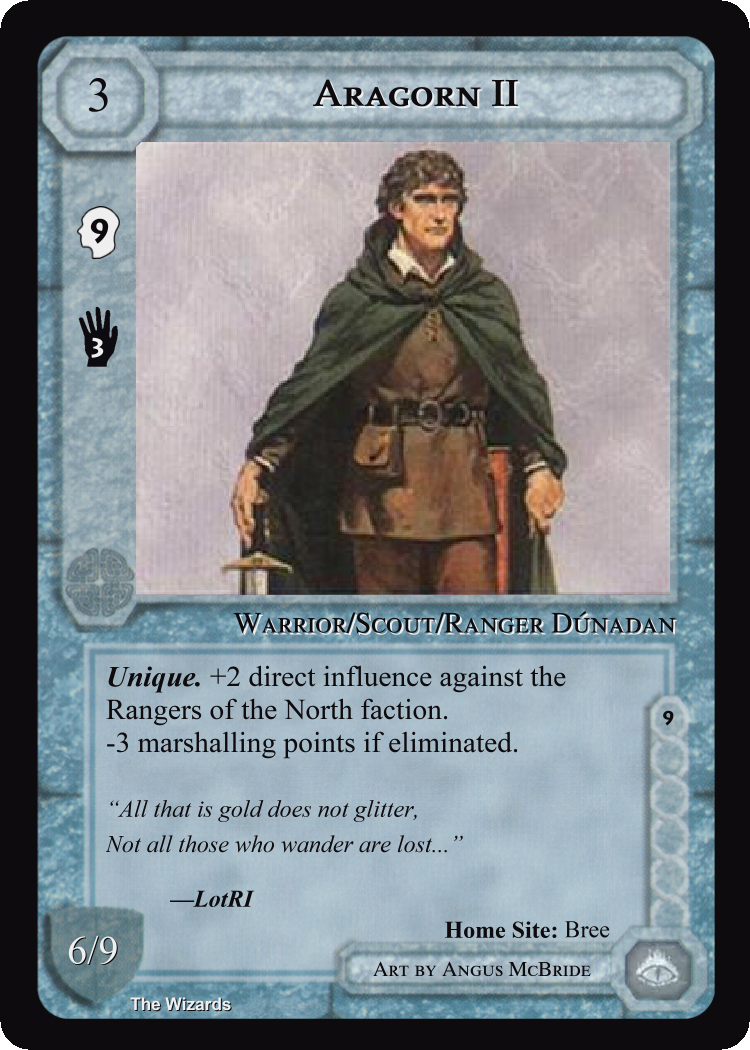 3
Aragorn II
9
3
Warrior/Scout/Ranger Dúnadan
Unique. +2 direct influence against the
Rangers of the North faction.
-3 marshalling points if eliminated.
9
“All that is gold does not glitter,
Not all those who wander are lost...”
—LotRI
Home Site: Bree
6/9
Art by Angus McBride
The Wizards